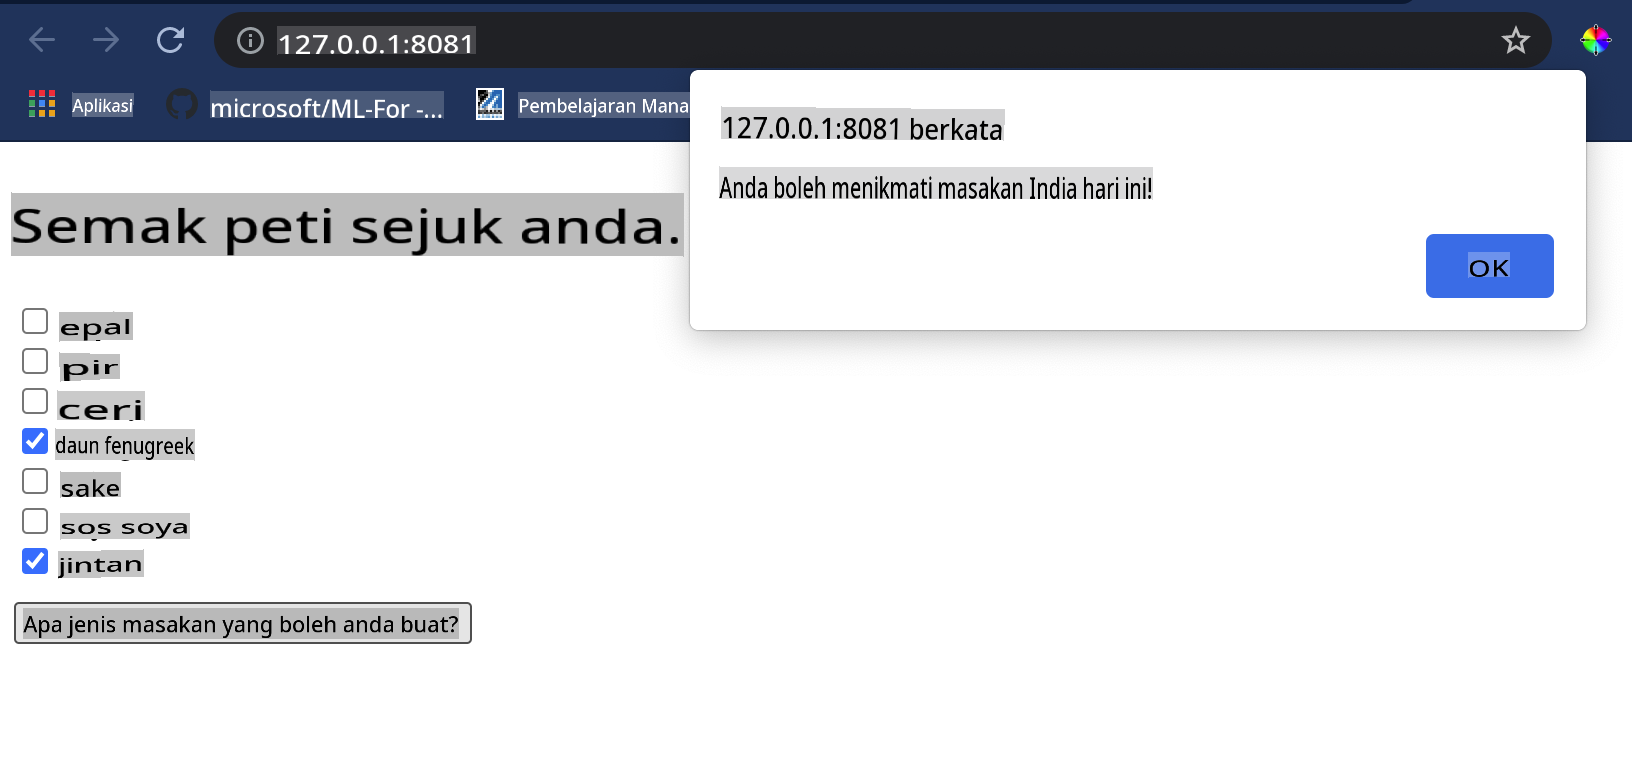 127.0.0.1:8081
Aplikasi
microsoft/ML-For -...
Pembelajaran Mana
127.0.0.1:8081 berkata
Anda boleh menikmati masakan India hari ini!
OK
Semak peti sejuk anda.
epal
pir
ceri
daun fenugreek
sake
sos soya
jintan
Apa jenis masakan yang boleh anda buat?